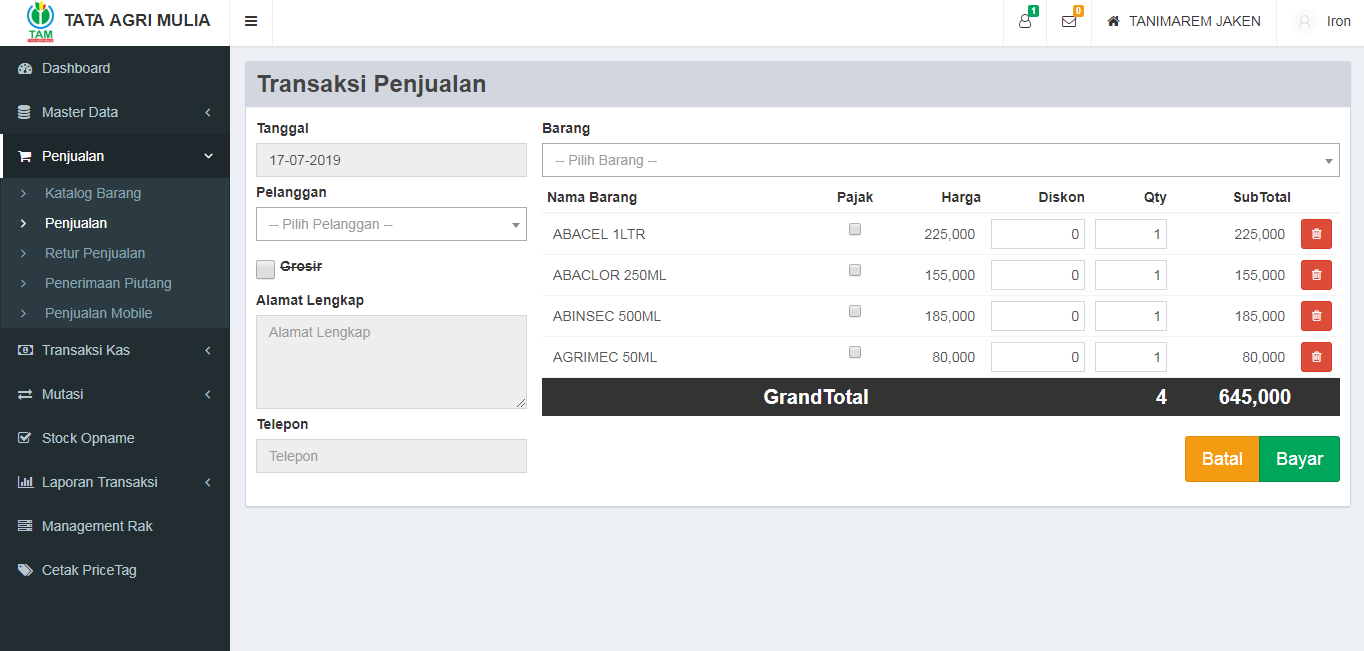 TAM
TATA AGRI MULIA
1
0
TANIMAREM JAKEN
Iron
Dashboard
Master Data
Penjualan
Katalog Barang
Penjualan
Retur Penjualan
Penerimaan Piutang
Penjualan Mobile
Transaksi Kas
Mutasi
Stock Opname
Laporan Transaksi
Management Rak
Cetak PriceTag
Transaksi Penjualan
Tanggal
17-07-2019
Pelanggan
-- Pilih Pelanggan --
Grosir
Alamat Lengkap
Alamat Lengkap
Telepon
Telepon
Barang
-- Pilih Barang --
Nama Barang Pajak Harga Diskon Qty SubTotal
ABACEL 1LTR 225,000 0 1 225,000
ABACLOR 250ML 155,000 0 1 155,000
ABINSEC 500ML 185,000 0 1 185,000
AGRIMEC 50ML 80,000 0 1 80,000
GrandTotal 4 645,000
Batal Bayar